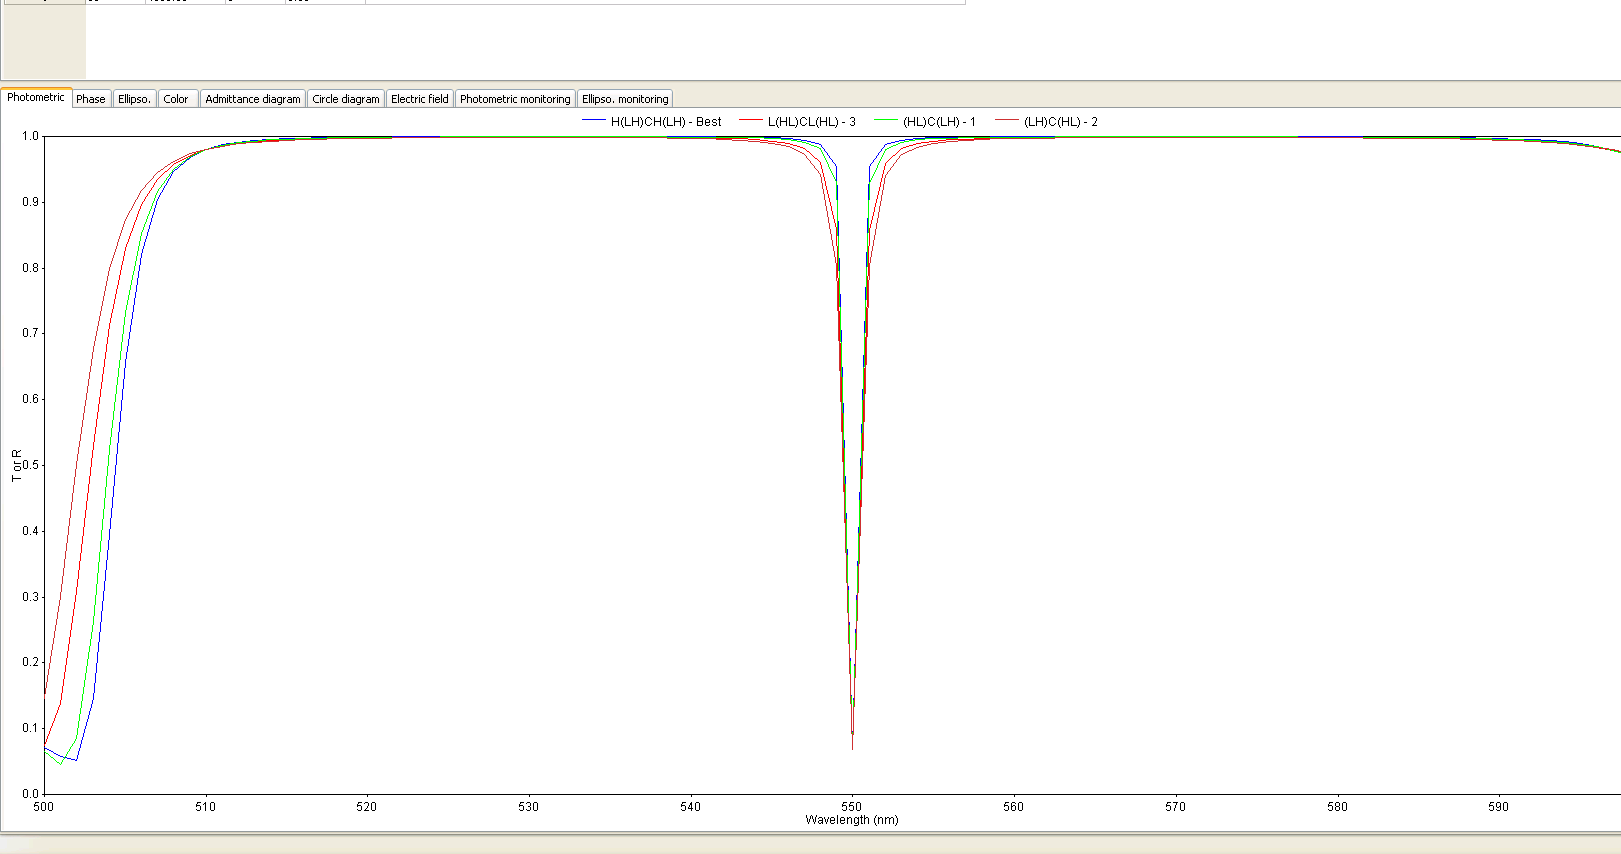 Photometric Phase Ellipso. Color Admittance diagram Circle diagram Electric field Photometric monitoring Ellipso. monitoring
H(LH)CH(LH) - Best L(HL)CL(HL) - 3 (HL)C(LH) - 1 (LH)C(HL) - 2
1.0
0.9
0.8
0.7
0.6
T or R
0.5
0.4
0.3
0.2
0.1
0.0
500 510 520 530 540 550 560 570 580 590
Wavelength (nm)